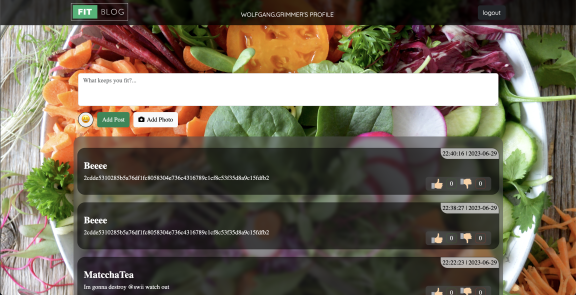 FIT BLOG
WOLFGANG.GRIMMER'S PROFILE
logout
What keeps you fit?...
Add Post
Add Photo
22:40:16 | 2023-06-29
Beeee
0 0
22:38:27 | 2023-06-29
Beeee
0 0
22:22:23 | 2023-06-29
MatcchaTea
Im gonna destroy @swii watch out
0 0